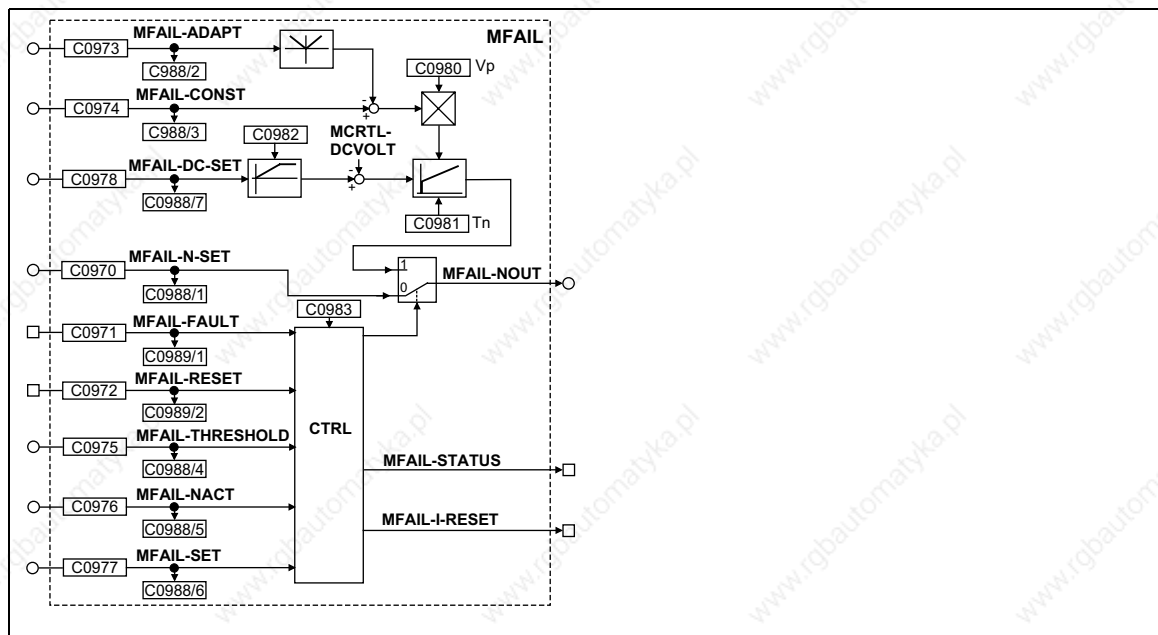 MFAIL
C0973
MFAIL-ADAPT
C988/2
C0980
Vp
C0974
MFAIL-CONST
C988/3
-
+
C0982
MCRTL-
DCVOLT
C0978
MFAIL-DC-SET
C0988/7
-
+
C0981
Tn
C0970
MFAIL-N-SET
C0988/1
1
0
MFAIL-NOUT
C0983
C0971
MFAIL-FAULT
C0989/1
C0972
MFAIL-RESET
C0989/2
CTRL
C0975
MFAIL-THRESHOLD
C0988/4
MFAIL-STATUS
C0976
MFAIL-NACT
C0988/5
MFAIL-I-RESET
C0977
MFAIL-SET
C0988/6
www.rgbautomatyka.pl